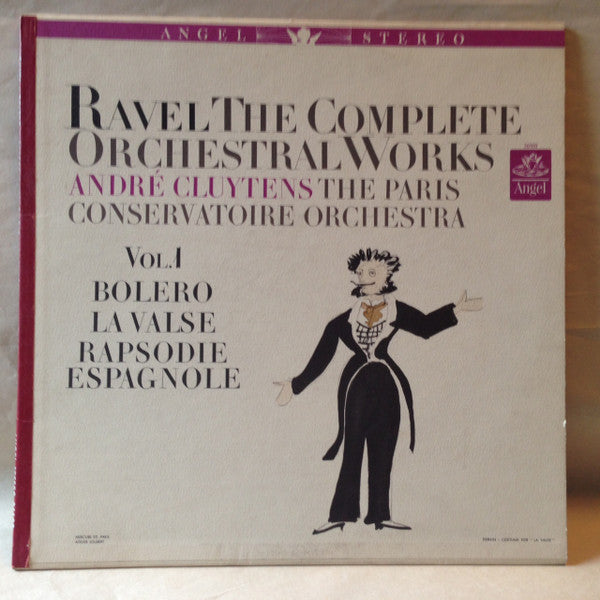 ANGEL STEREO
RAVEL THE COMPLETE
ORCHESTRAL WORKS
ANDRÉ CLUYTENS THE PARIS
CONSERVATOIRE ORCHESTRA
Angel
VOL.1
BOLERO
LA VALSE
RAPSODIE
ESPAGNOLE